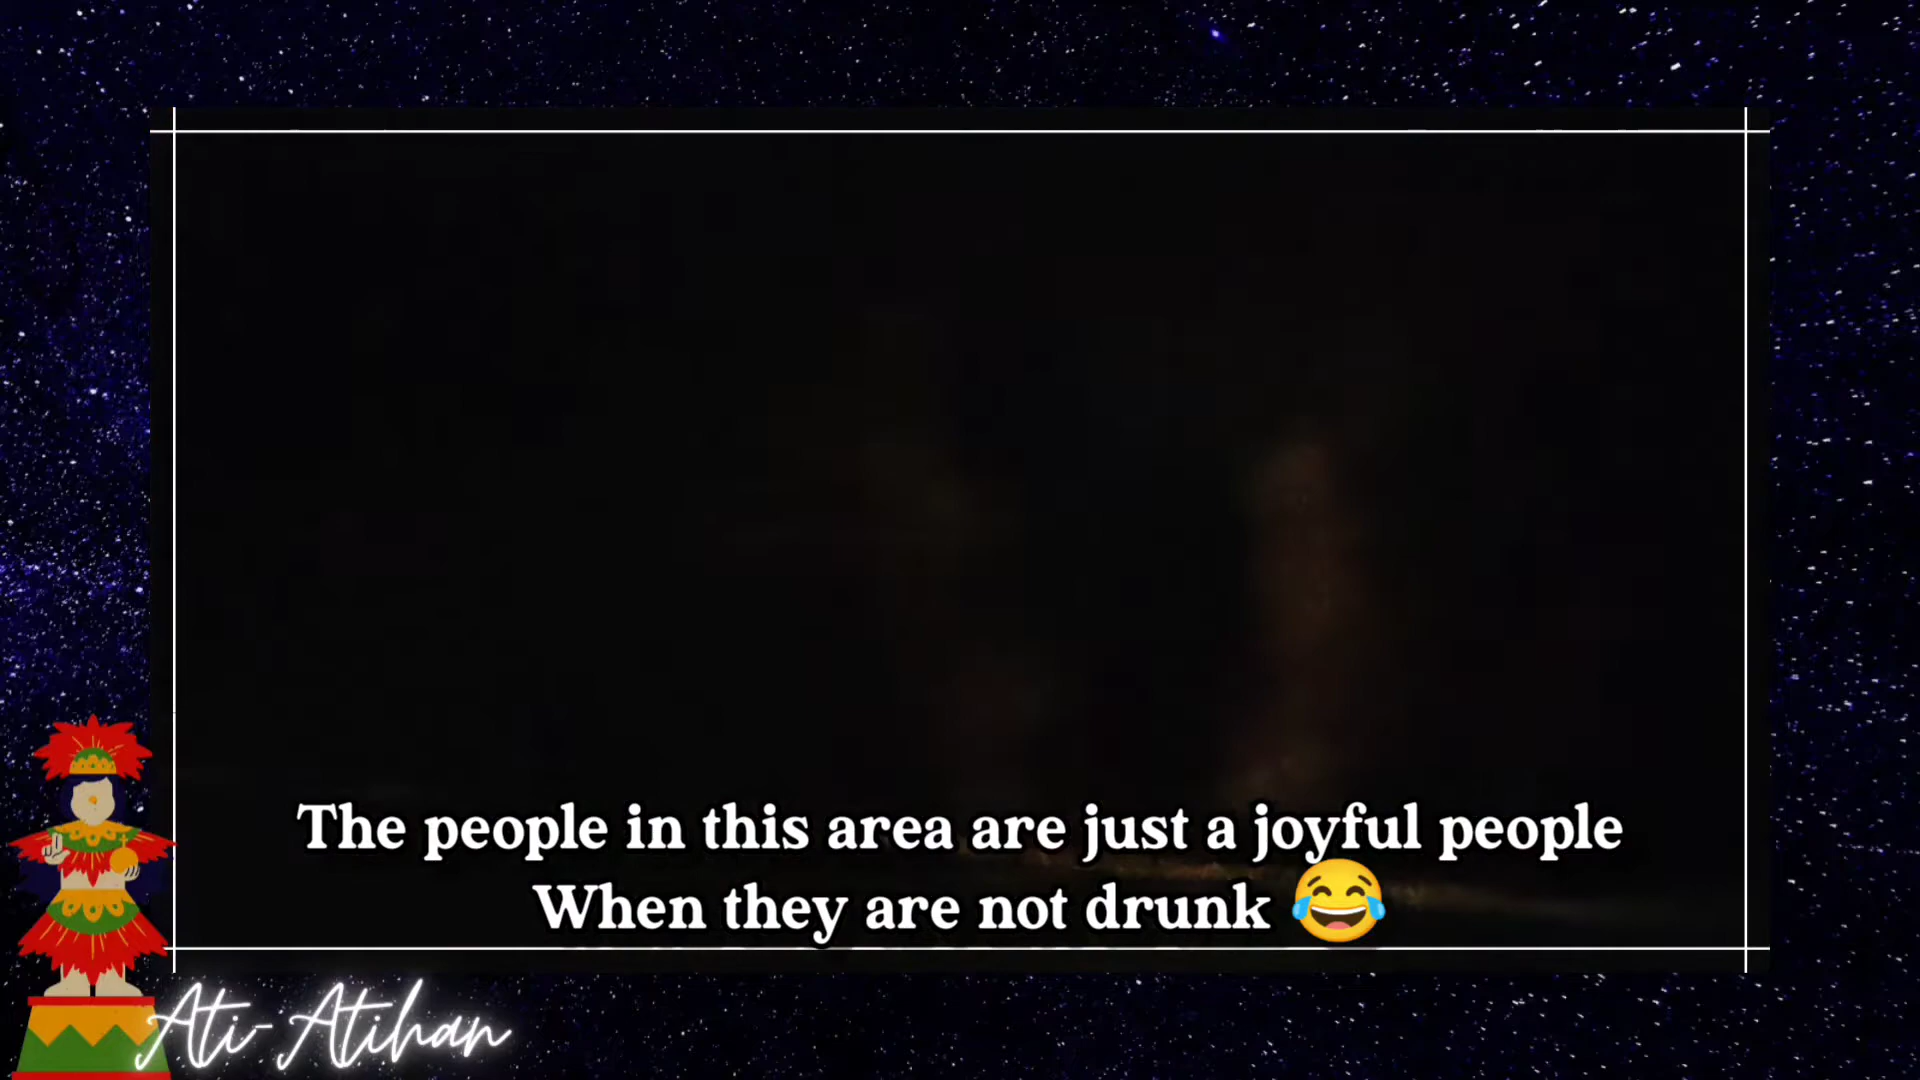 The people in this area are just a joyful people
When they are not drunk 😂
Ati-Atihan